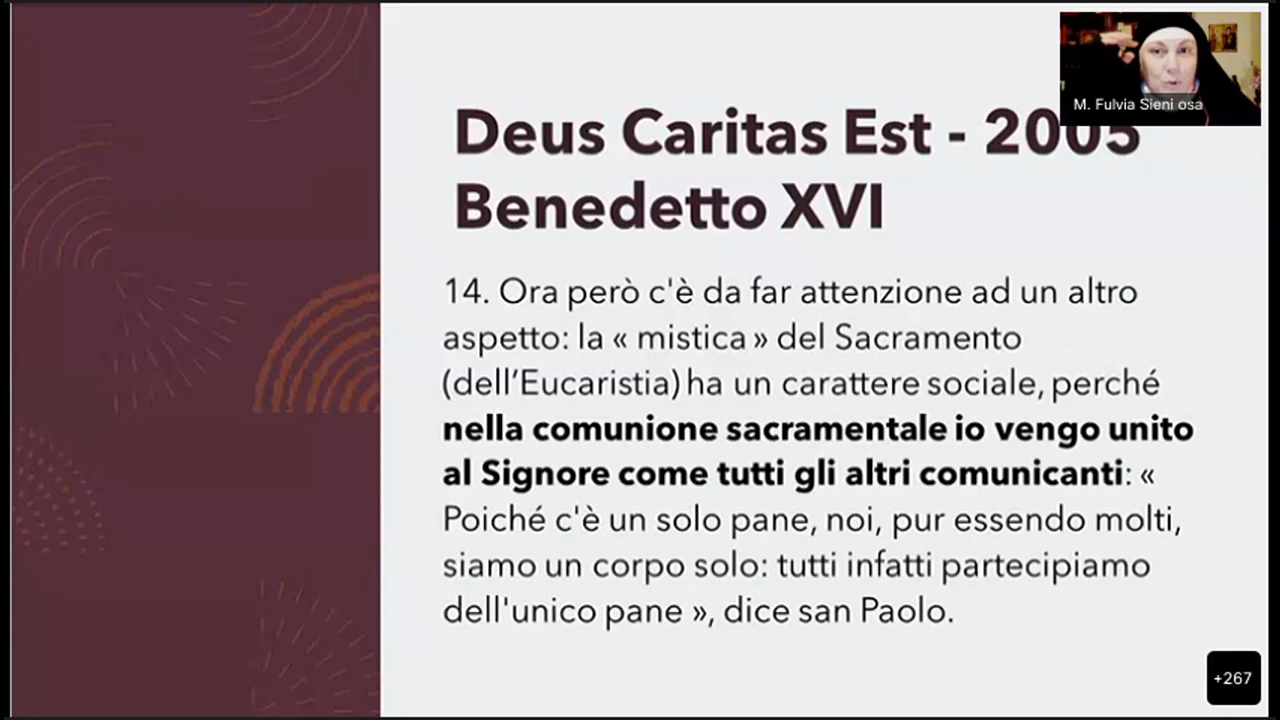 M. Fulvia Sieni osa
Deus Caritas Est - 2005
Benedetto XVI
14. Ora però c'è da far attenzione ad un altro
aspetto: la « mistica » del Sacramento
(dell’Eucaristia) ha un carattere sociale, perché
nella comunione sacramentale io vengo unito
al Signore come tutti gli altri comunicanti: «
Poiché c'è un solo pane, noi, pur essendo molti,
siamo un corpo solo: tutti infatti partecipiamo
dell'unico pane », dice san Paolo.
+267